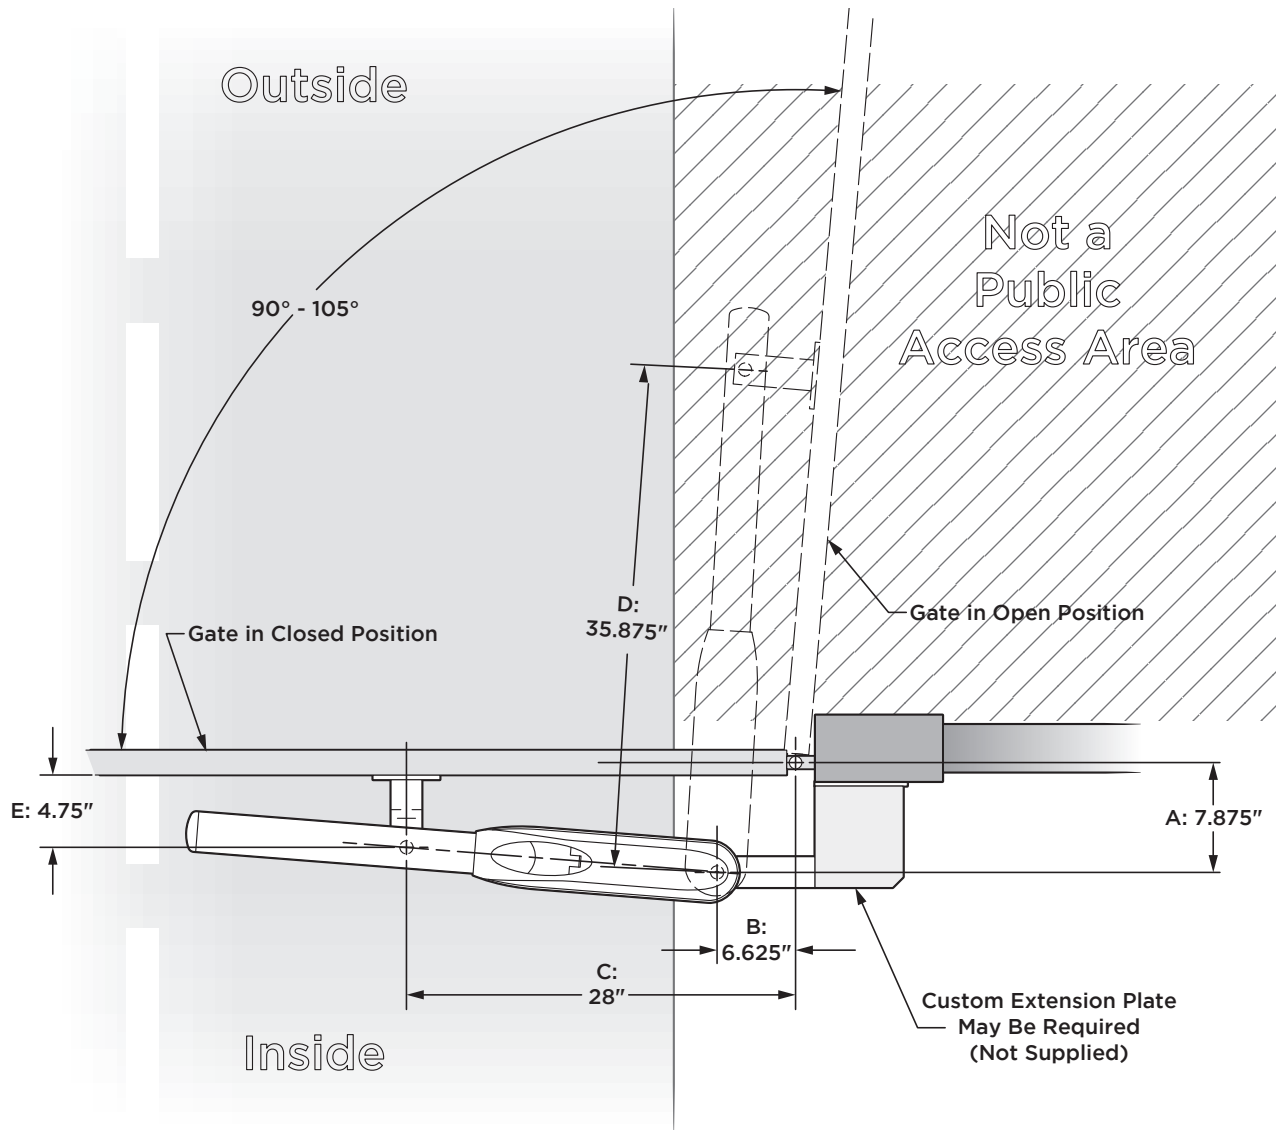 Outside
Not a
Public
Access Area
90° - 105°
D:
35.875"
Gate in Open Position
Gate in Closed Position
E: 4.75"
A: 7.875"
B:
6.625"
C:
28"
Custom Extension Plate
May Be Required
(Not Supplied)
Inside